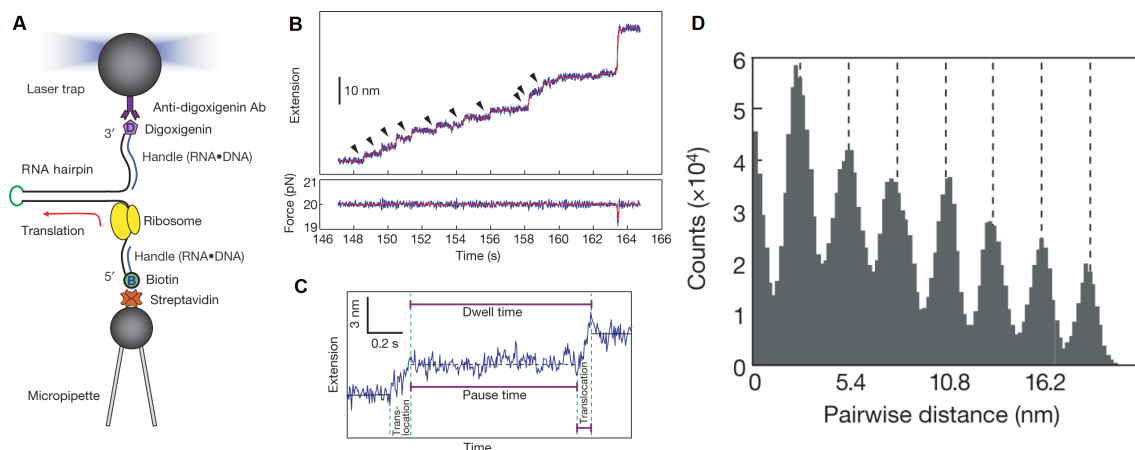 A
Laser trap
Anti-digoxigenin Ab
3′
D
Digoxigenin
Handle (RNA•DNA)
RNA hairpin
Ribosome
Translation
Handle (RNA•DNA)
5′
B
Biotin
Streptavidin
Micropipette
B
Extension
10 nm
Force (pN)
21
20
19
146 148 150 152 154 156 158 160 162 164 166
Time (s)
C
3 nm
0.2 s
Dwell time
Extension
Pause time
Trans-
location
Translocation
Time
D
Counts (×10⁴)
6
5
4
3
2
1
0
0 5.4 10.8 16.2
Pairwise distance (nm)